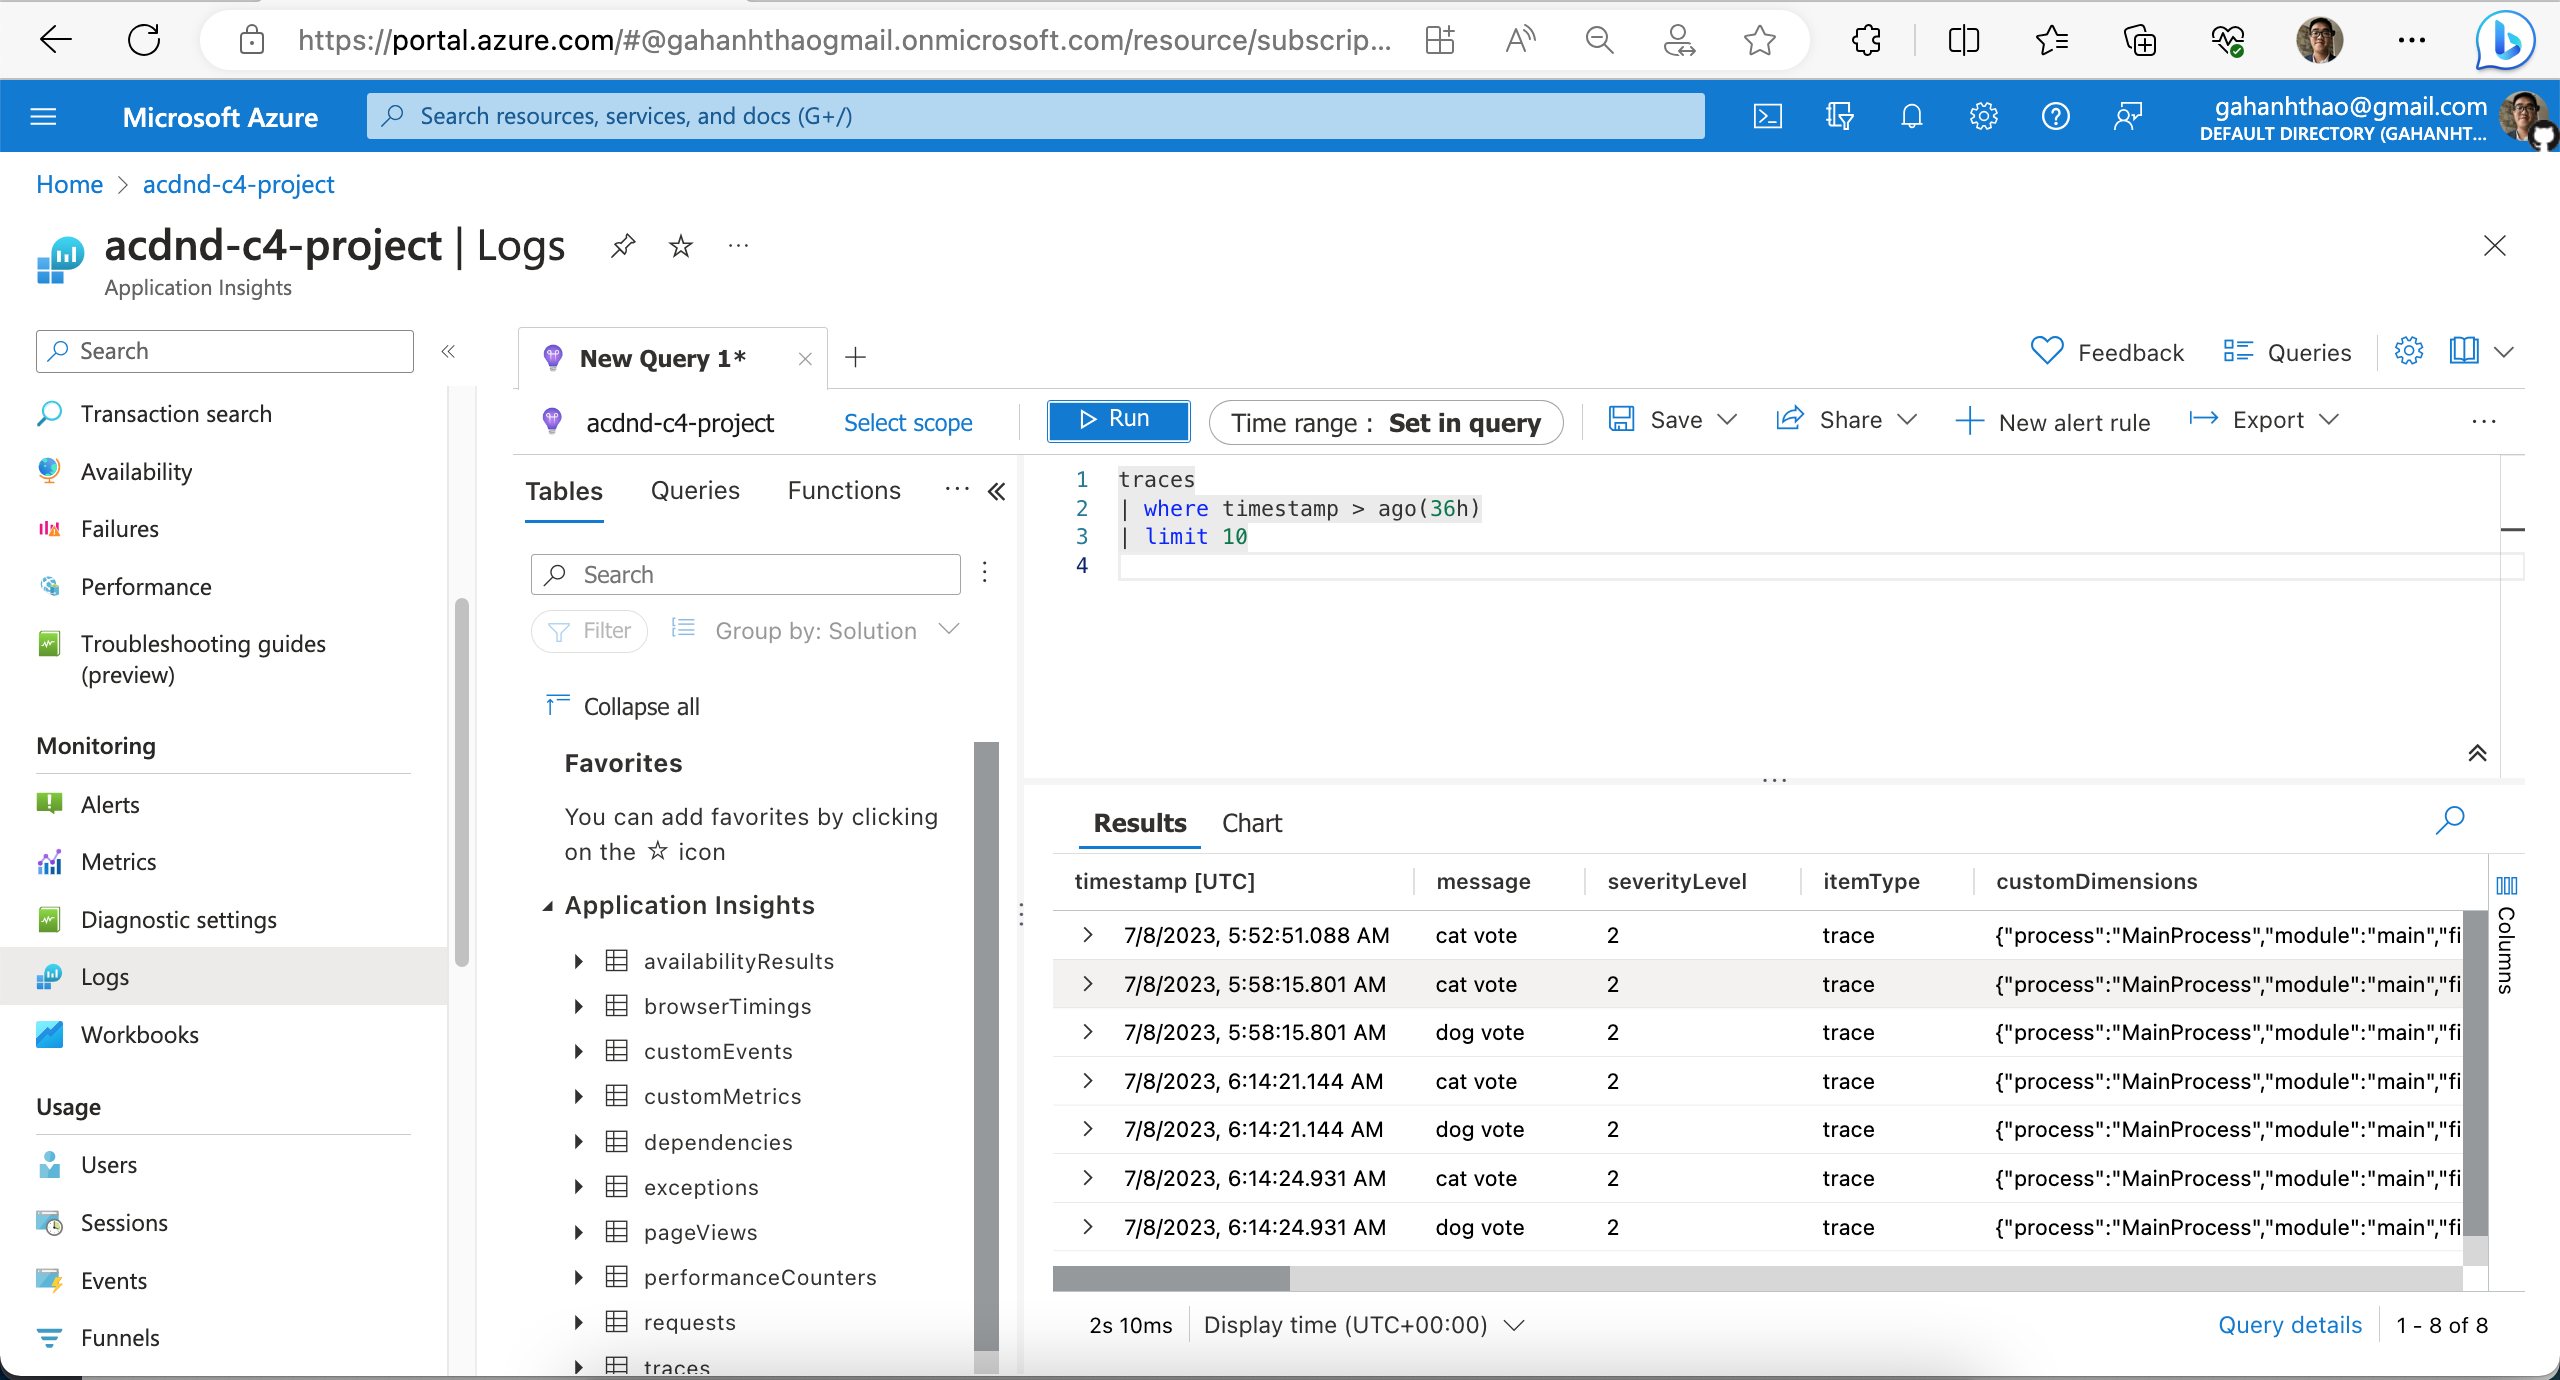 https://portal.azure.com/#@gahanhthaogmail.onmicrosoft.com/resource/subscrip...
Microsoft Azure
Search resources, services, and docs (G+/)
gahanhthao@gmail.com
DEFAULT DIRECTORY (GAHANHT...
Home > acdnd-c4-project
acdnd-c4-project | Logs
Application Insights
Search
Transaction search
Availability
Failures
Performance
Troubleshooting guides
(preview)
Monitoring
Alerts
Metrics
Diagnostic settings
Logs
Workbooks
Usage
Users
Sessions
Events
Funnels
New Query 1*
Feedback
Queries
acdnd-c4-project
Select scope
Run
Time range : Set in query
Save
Share
New alert rule
Export
Tables
Queries
Functions
Search
Filter
Group by: Solution
Collapse all
Favorites
You can add favorites by clicking
on the ☆ icon
Application Insights
availabilityResults
browserTimings
customEvents
customMetrics
dependencies
exceptions
pageViews
performanceCounters
requests
traces
1 traces
2 | where timestamp > ago(36h)
3 | limit 10
4
Results
Chart
timestamp [UTC] message severityLevel itemType customDimensions
7/8/2023, 5:52:51.088 AM cat vote 2 trace {"process":"MainProcess","module":"main","fi
7/8/2023, 5:58:15.801 AM cat vote 2 trace {"process":"MainProcess","module":"main","fi
7/8/2023, 5:58:15.801 AM dog vote 2 trace {"process":"MainProcess","module":"main","fi
7/8/2023, 6:14:21.144 AM cat vote 2 trace {"process":"MainProcess","module":"main","fi
7/8/2023, 6:14:21.144 AM dog vote 2 trace {"process":"MainProcess","module":"main","fi
7/8/2023, 6:14:24.931 AM cat vote 2 trace {"process":"MainProcess","module":"main","fi
7/8/2023, 6:14:24.931 AM dog vote 2 trace {"process":"MainProcess","module":"main","fi
Columns
2s 10ms
Display time (UTC+00:00)
Query details
1 - 8 of 8